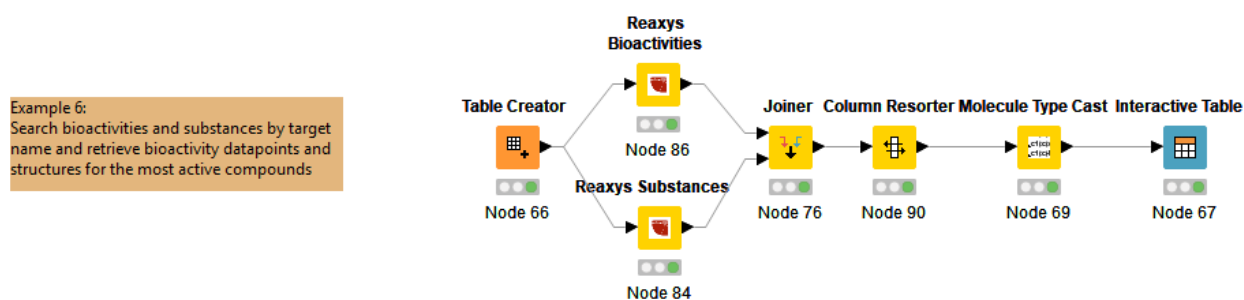 Example 6:
Search bioactivities and substances by target
name and retrieve bioactivity datapoints and
structures for the most active compounds
Reaxys
Bioactivities
Node 86
Table Creator
Node 66
Reaxys Substances
Node 84
Joiner
Node 76
Column Resorter
Node 90
Molecule Type Cast
Node 69
Interactive Table
Node 67